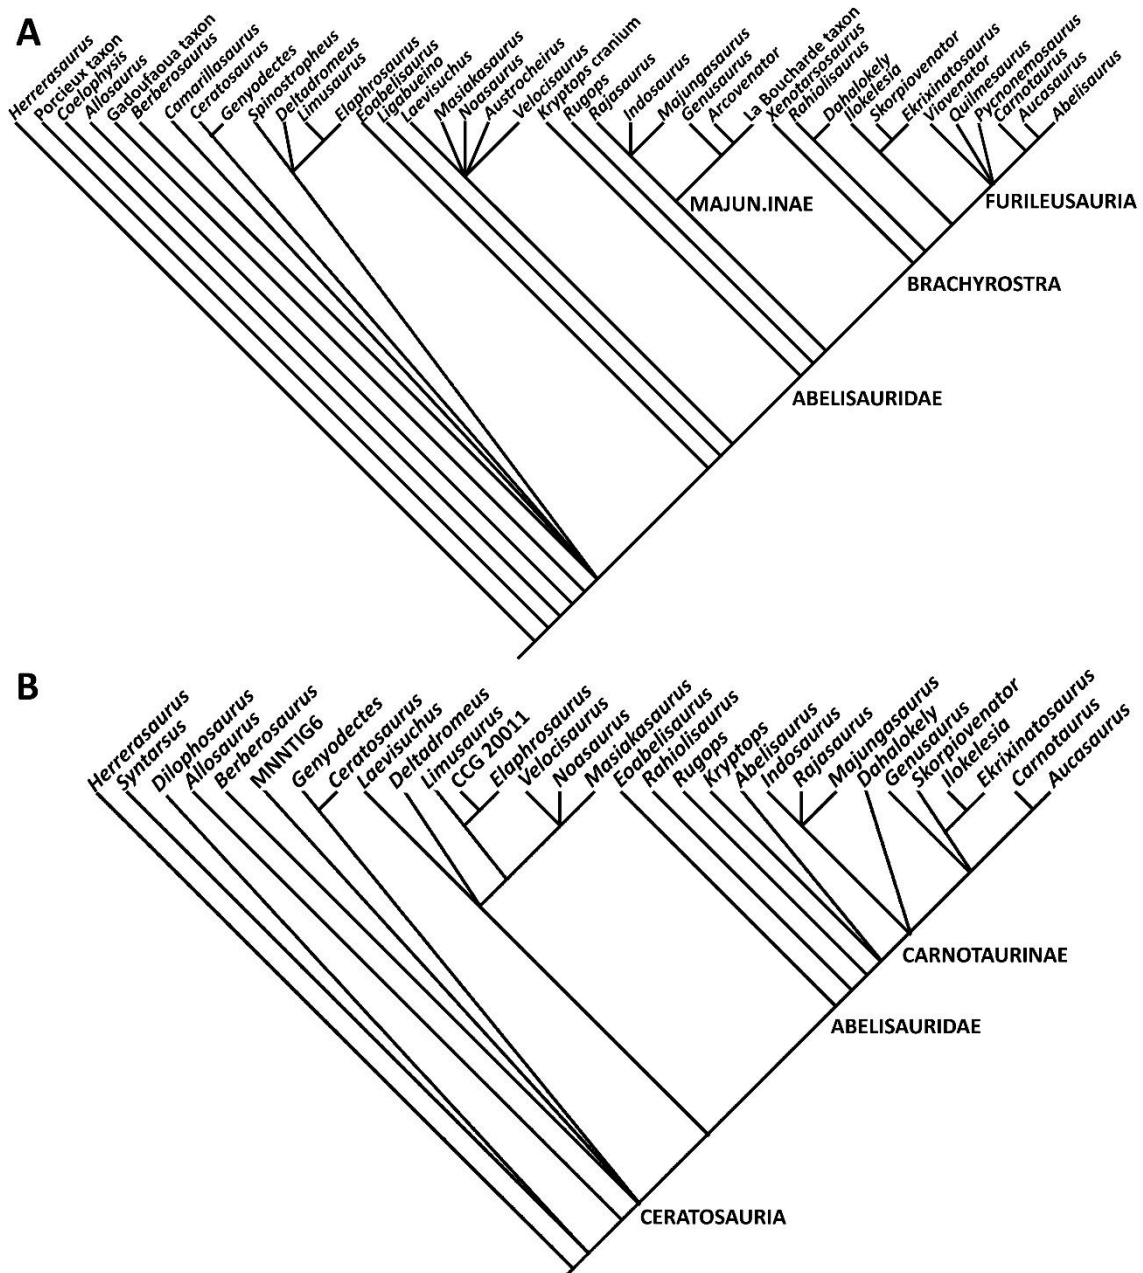 A
Herrerasaurus
Porcieux taxon
Coelophysis
Allosaurus
Gadoufaoua taxon
Berberosaurus
Camarillasaurus
Ceratosaurus
Genyodectes
Spinostropheus
Deltadromeus
Limusaurus
Elaphrosaurus
Eoabelisaurus
Ligabueino
Laevisuchus
Masiakasaurus
Noasaurus
Austrocheirus
Velocisaurus
Kryptops cranium
Rugops
Rajasaurus
Indosaurus
Majungasaurus
Genusaurus
Arcovenator
La Boucharde taxon
Xenotarsosaurus
Rahiolisaurus
Dahalokely
Ilokelesia
Skorpiovenator
Ekrixinatosaurus
Viavenator
Quilmesaurus
Pycnonemosaurus
Carnotaurus
Aucasaurus
Abelisaurus
MAJUN.INAE
FURILEUSAURIA
BRACHYROSTRA
ABELISAURIDAE
B
Herrerasaurus
Syntarsus
Dilophosaurus
Allosaurus
Berberosaurus
MNNTIG6
Genyodectes
Ceratosaurus
Laevisuchus
Deltadromeus
Limusaurus
CCG 20011
Elaphrosaurus
Velocisaurus
Noasaurus
Masiakasaurus
Eoabelisaurus
Rahiolisaurus
Rugops
Kryptops
Abelisaurus
Indosaurus
Rajasaurus
Majungasaurus
Dahalokely
Genusaurus
Skorpiovenator
Ilokelesia
Ekrixinatosaurus
Carnotaurus
Aucasaurus
CARNOTAURINAE
ABELISAURIDAE
CERATOSAURIA